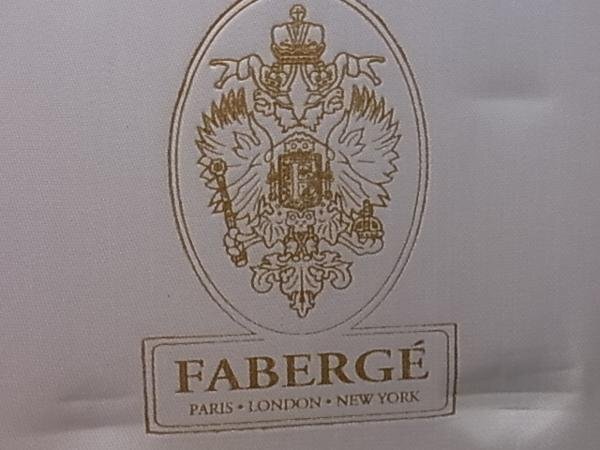 FABERGÉ
PARIS • LONDON • NEW YORK